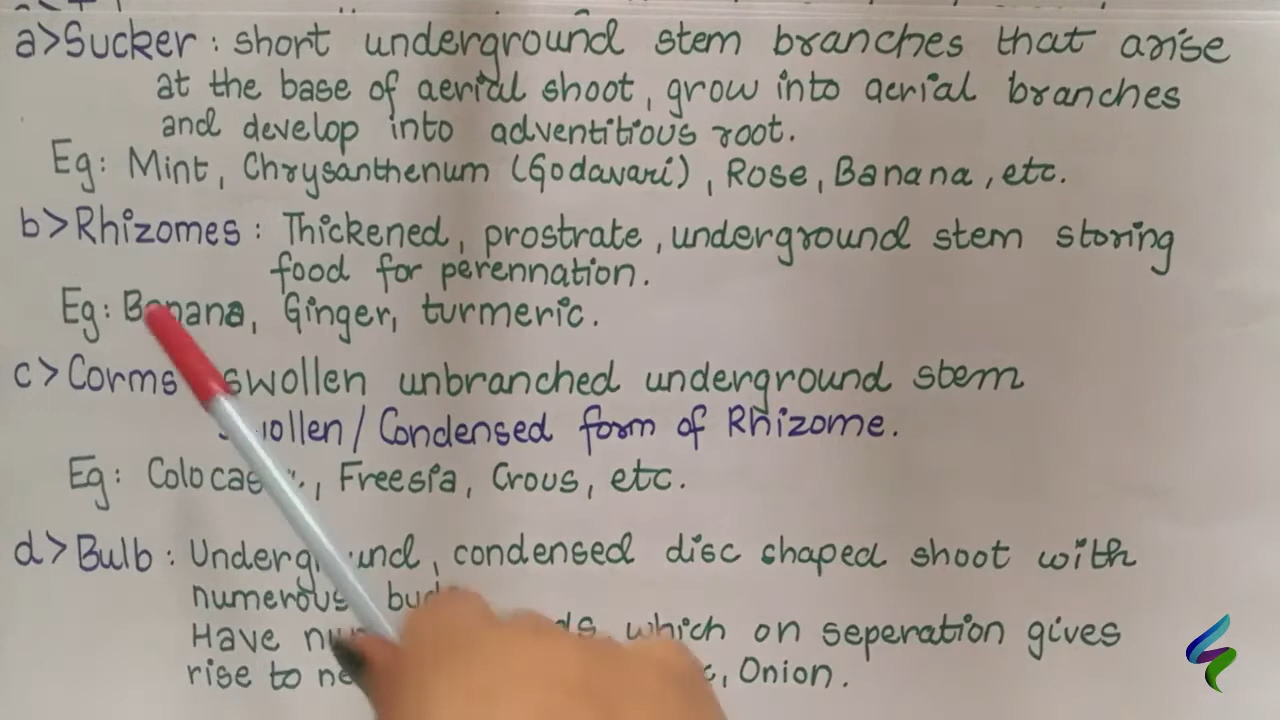 a>Sucker : short underground stem branches that arise
at the base of aerial shoot, grow into aerial branches
and develop into adventitious root.
Eg: Mint, Chrysanthenum (Godavari), Rose, Banana, etc.
b>Rhizomes : Thickened, prostrate, underground stem storing
food for perennation.
Eg: Banana, Ginger, turmeric.
c>Corms swollen unbranched underground stem
/ Condensed form of Rhizome.
Eg: , Freesia, Crous, etc.
d>Bulb : Underground, condensed disc shaped shoot with
numerous
Have which on seperation gives
rise to , Onion.